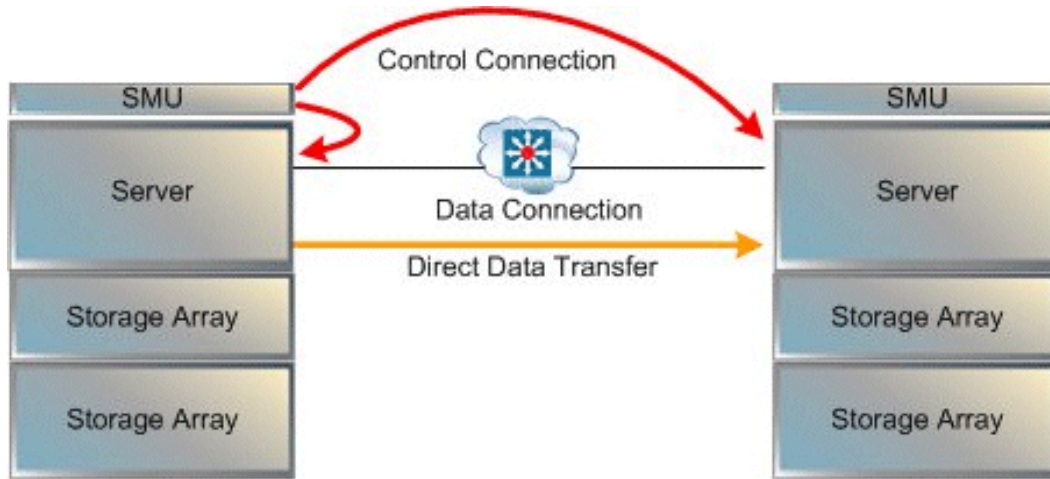 Control Connection
SMU
SMU
Server
Server
Data Connection
Direct Data Transfer
Storage Array
Storage Array
Storage Array
Storage Array